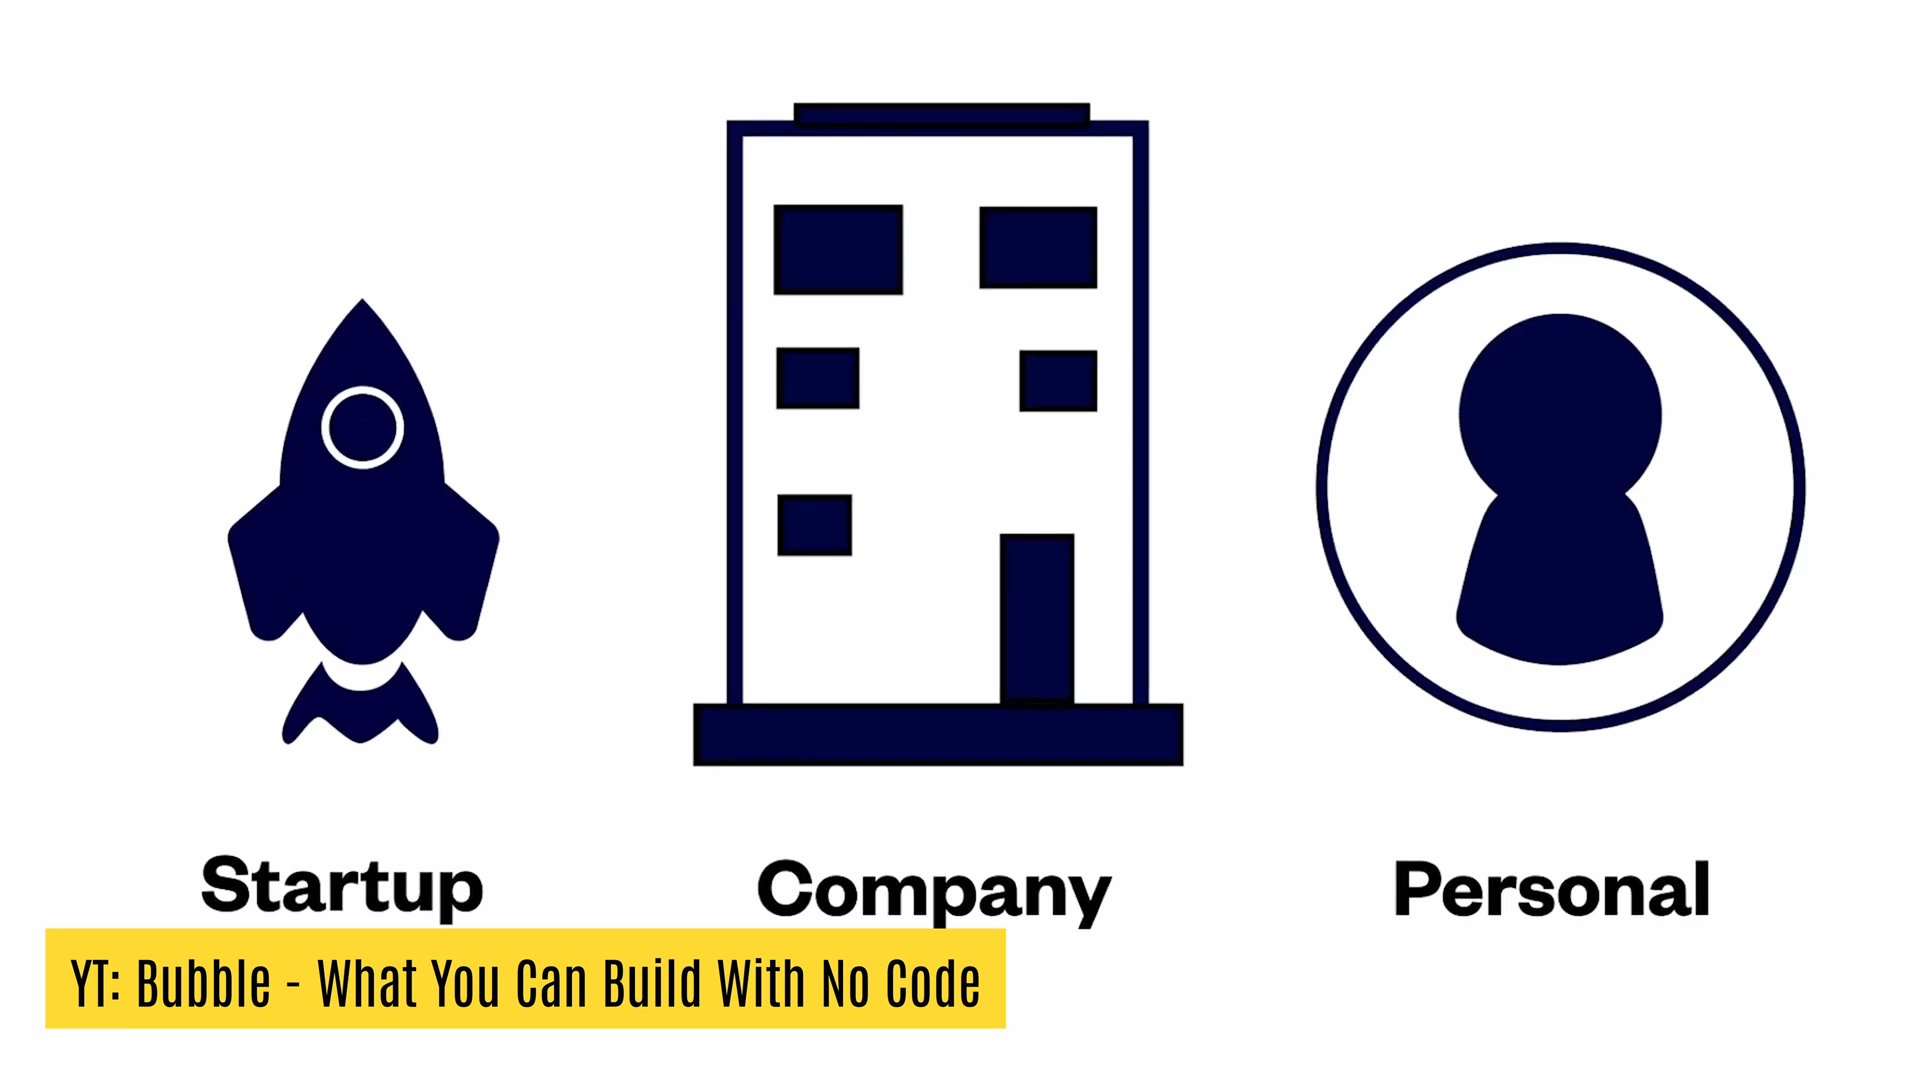 Startup
Company
Personal
YT: Bubble - What You Can Build With No Code